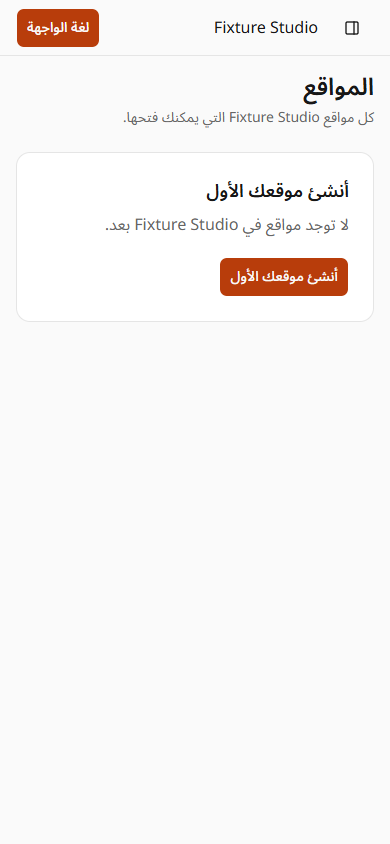 Fixture Studio
لغة الواجهة
المواقع
كل مواقع Fixture Studio التي يمكنك فتحها.
أنشئ موقعك الأول
لا توجد مواقع في Fixture Studio بعد.
أنشئ موقعك الأول